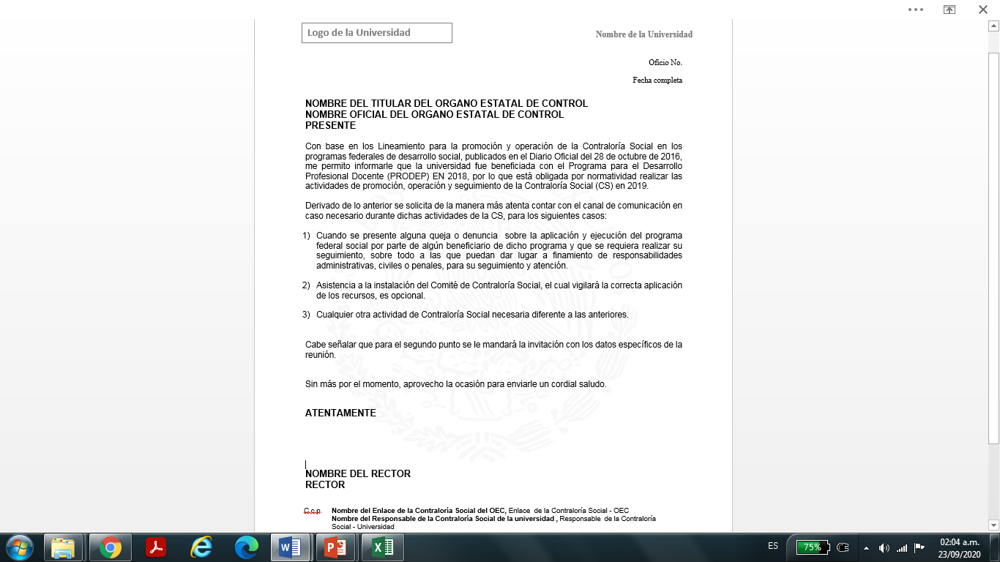 Logo de la Universidad
Nombre de la Universidad
Oficio No.
Fecha completa
NOMBRE DEL TITULAR DEL ORGANO ESTATAL DE CONTROL
NOMBRE OFICIAL DEL ORGANO ESTATAL DE CONTROL
PRESENTE
Con base en los Lineamiento para la promoción y operación de la Contraloría Social en los
programas federales de desarrollo social, publicados en el Diario Oficial del 28 de octubre de 2016,
me permito informarle que la universidad fue beneficiada con el Programa para el Desarrollo
Profesional Docente (PRODEP) EN 2018, por lo que está obligada por normatividad realizar las
actividades de promoción, operación y seguimiento de la Contraloría Social (CS) en 2019.
Derivado de lo anterior se solicita de la manera más atenta contar con el canal de comunicación en
caso necesario durante dichas actividades de la CS, para los siguientes casos:
1) Cuando se presente alguna queja o denuncia sobre la aplicación y ejecución del programa
federal social por parte de algún beneficiario de dicho programa y que se requiera realizar su
seguimiento, sobre todo a las que puedan dar lugar a finamiento de responsabilidades
administrativas, civiles o penales, para su seguimiento y atención.
2) Asistencia a la instalación del Comité de Contraloría Social, el cual vigilará la correcta aplicación
de los recursos, es opcional.
3) Cualquier otra actividad de Contraloría Social necesaria diferente a las anteriores.
Cabe señalar que para el segundo punto se le mandará la invitación con los datos específicos de la
reunión.
Sin más por el momento, aprovecho la ocasión para enviarle un cordial saludo.
ATENTAMENTE
NOMBRE DEL RECTOR
RECTOR
C.c.p. Nombre del Enlace de la Contraloría Social del OEC, Enlace de la Contraloría Social - OEC
Nombre del Responsable de la Contraloría Social de la universidad , Responsable de la Contraloría
Social - Universidad
ES
75%
02:04 a.m.
23/09/2020